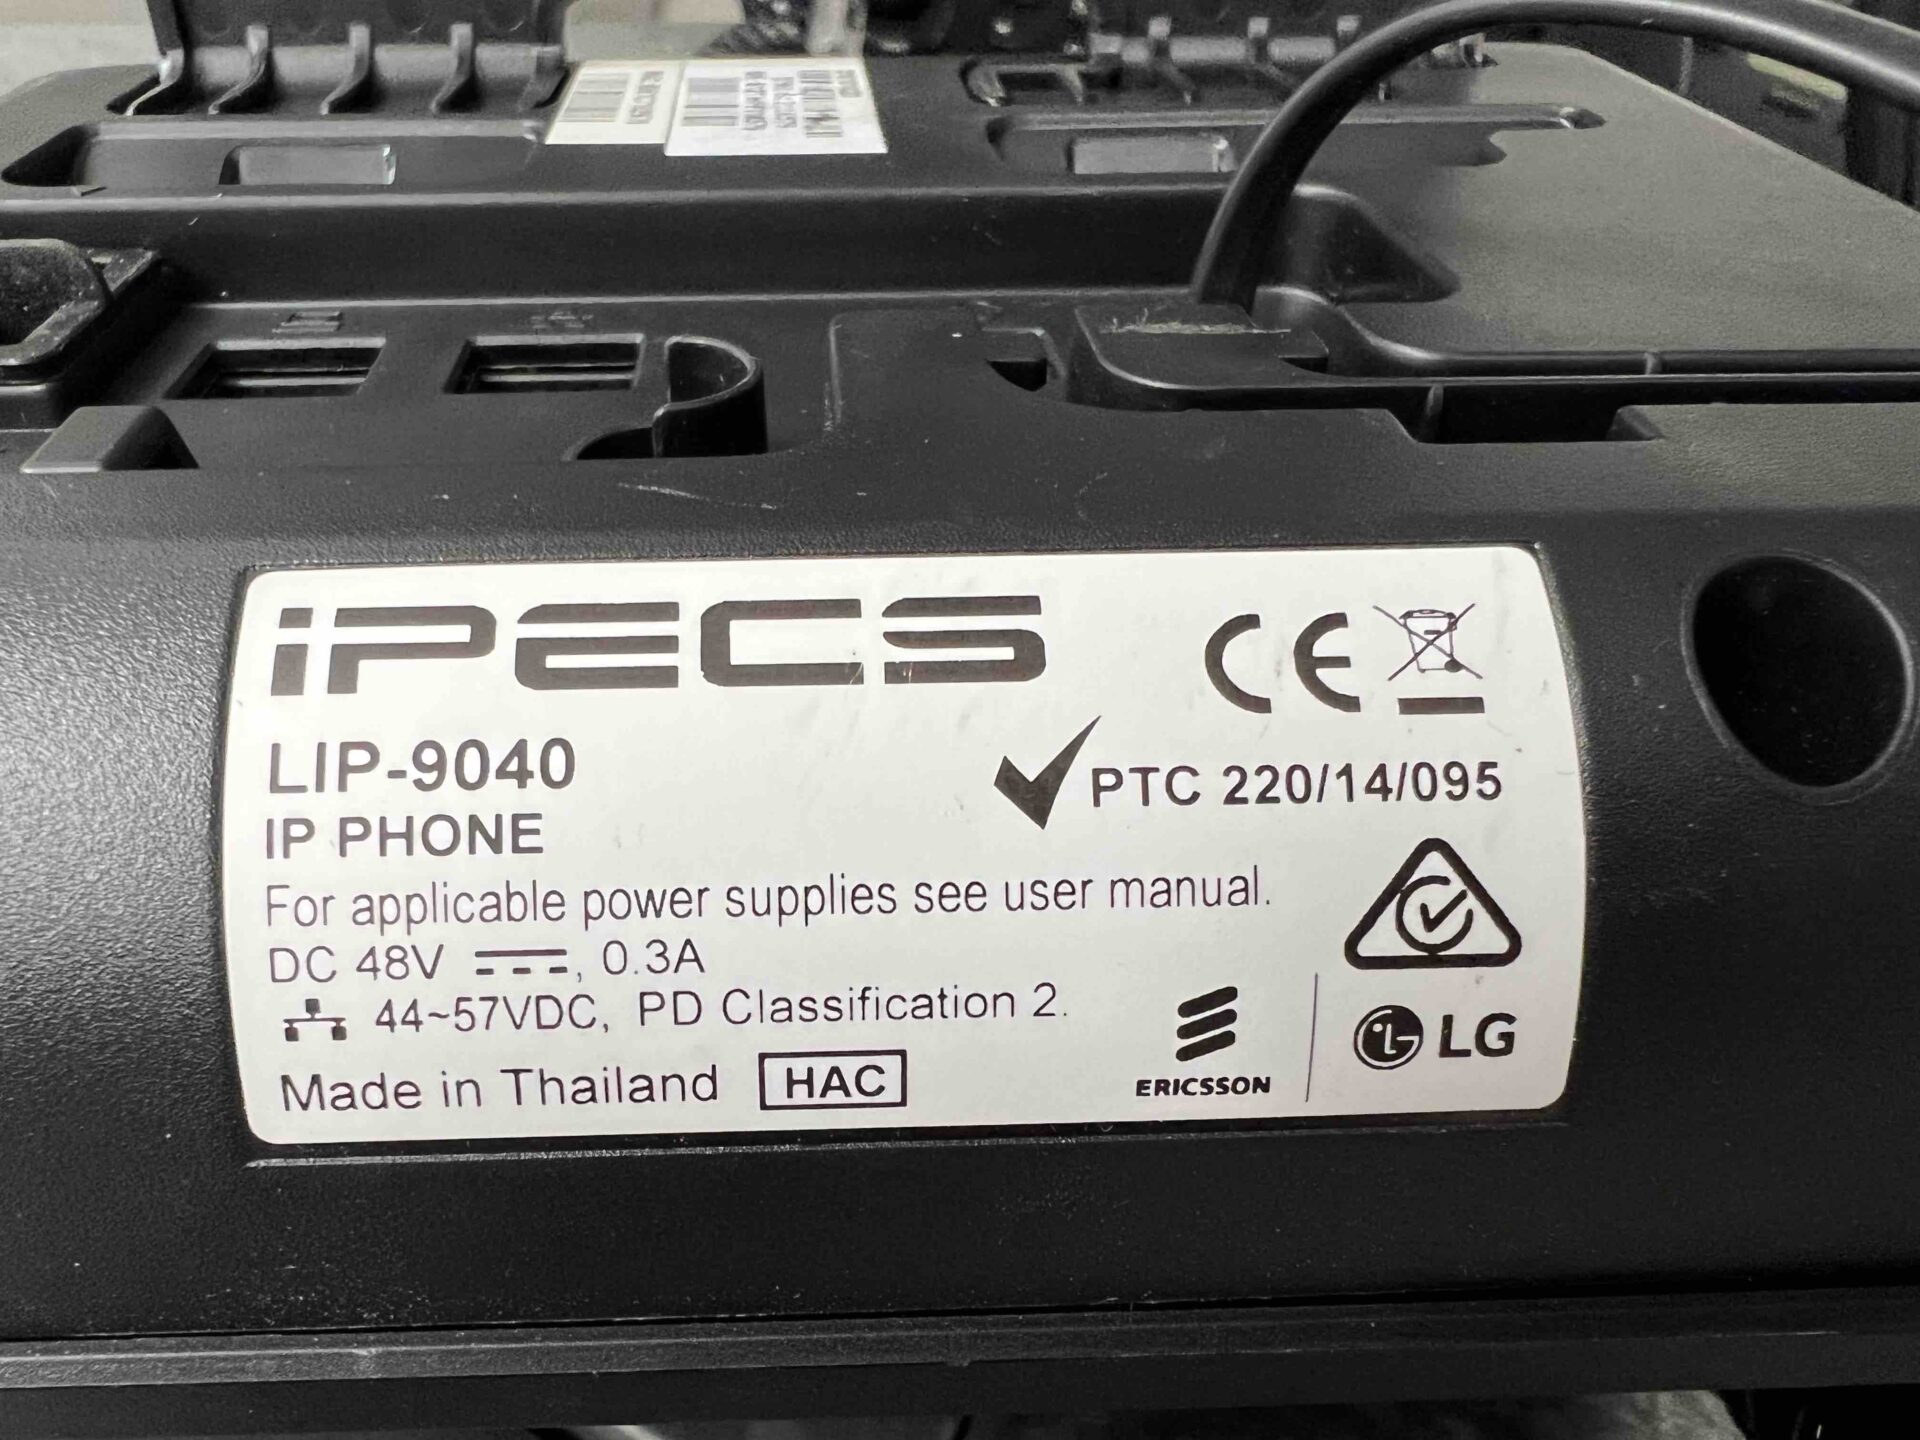 iPECS
CE
LIP-9040
PTC 220/14/095
IP PHONE
For applicable power supplies see user manual.
DC 48V ⎓, 0.3A
44~57VDC, PD Classification 2.
Made in Thailand HAC
ERICSSON
LG